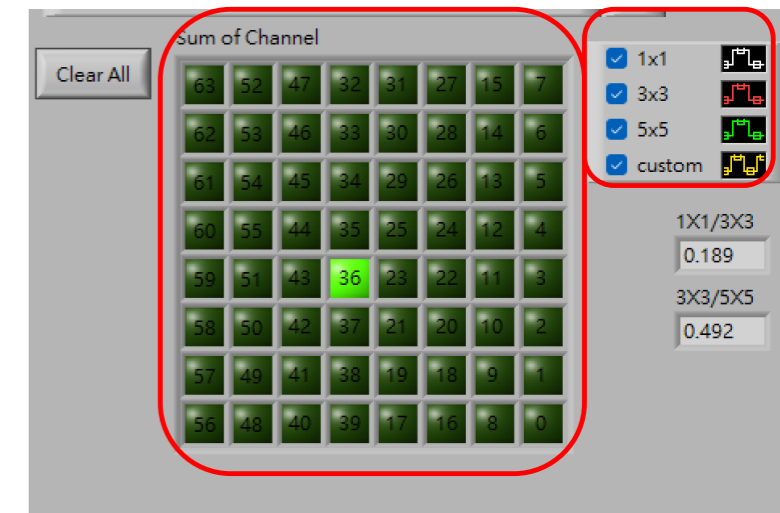 Sum of Channel
Clear All
63 52 47 32 31 27 15 7
62 53 46 33 30 28 14 6
61 54 45 34 29 26 13 5
60 55 44 35 25 24 12 4
59 51 43 36 23 22 11 3
58 50 42 37 21 20 10 2
57 49 41 38 19 18 9 1
56 48 40 39 17 16 8 0
1x1
3x3
5x5
custom
1X1/3X3
0.189
3X3/5X5
0.492